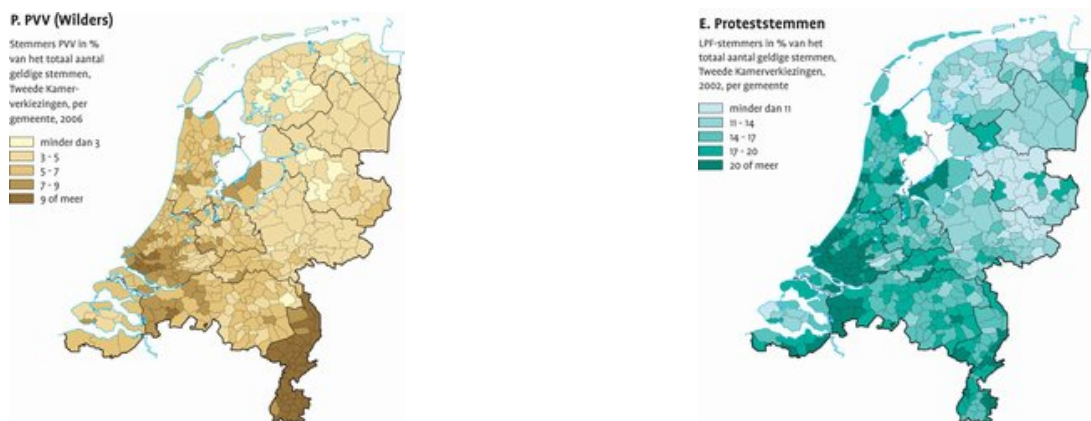 P. PVV (Wilders)
Stemmers PVV in %
van het totaal aantal
geldige stemmen,
Tweede Kamer-
verkiezingen, per
gemeente, 2006
minder dan 3
3 - 5
5 - 7
7 - 9
9 of meer
E. Proteststemmen
LPF-stemmers in % van het
totaal aantal geldige stemmen,
Tweede Kamerverkiezingen,
2002, per gemeente
minder dan 11
11 - 14
14 - 17
17 - 20
20 of meer